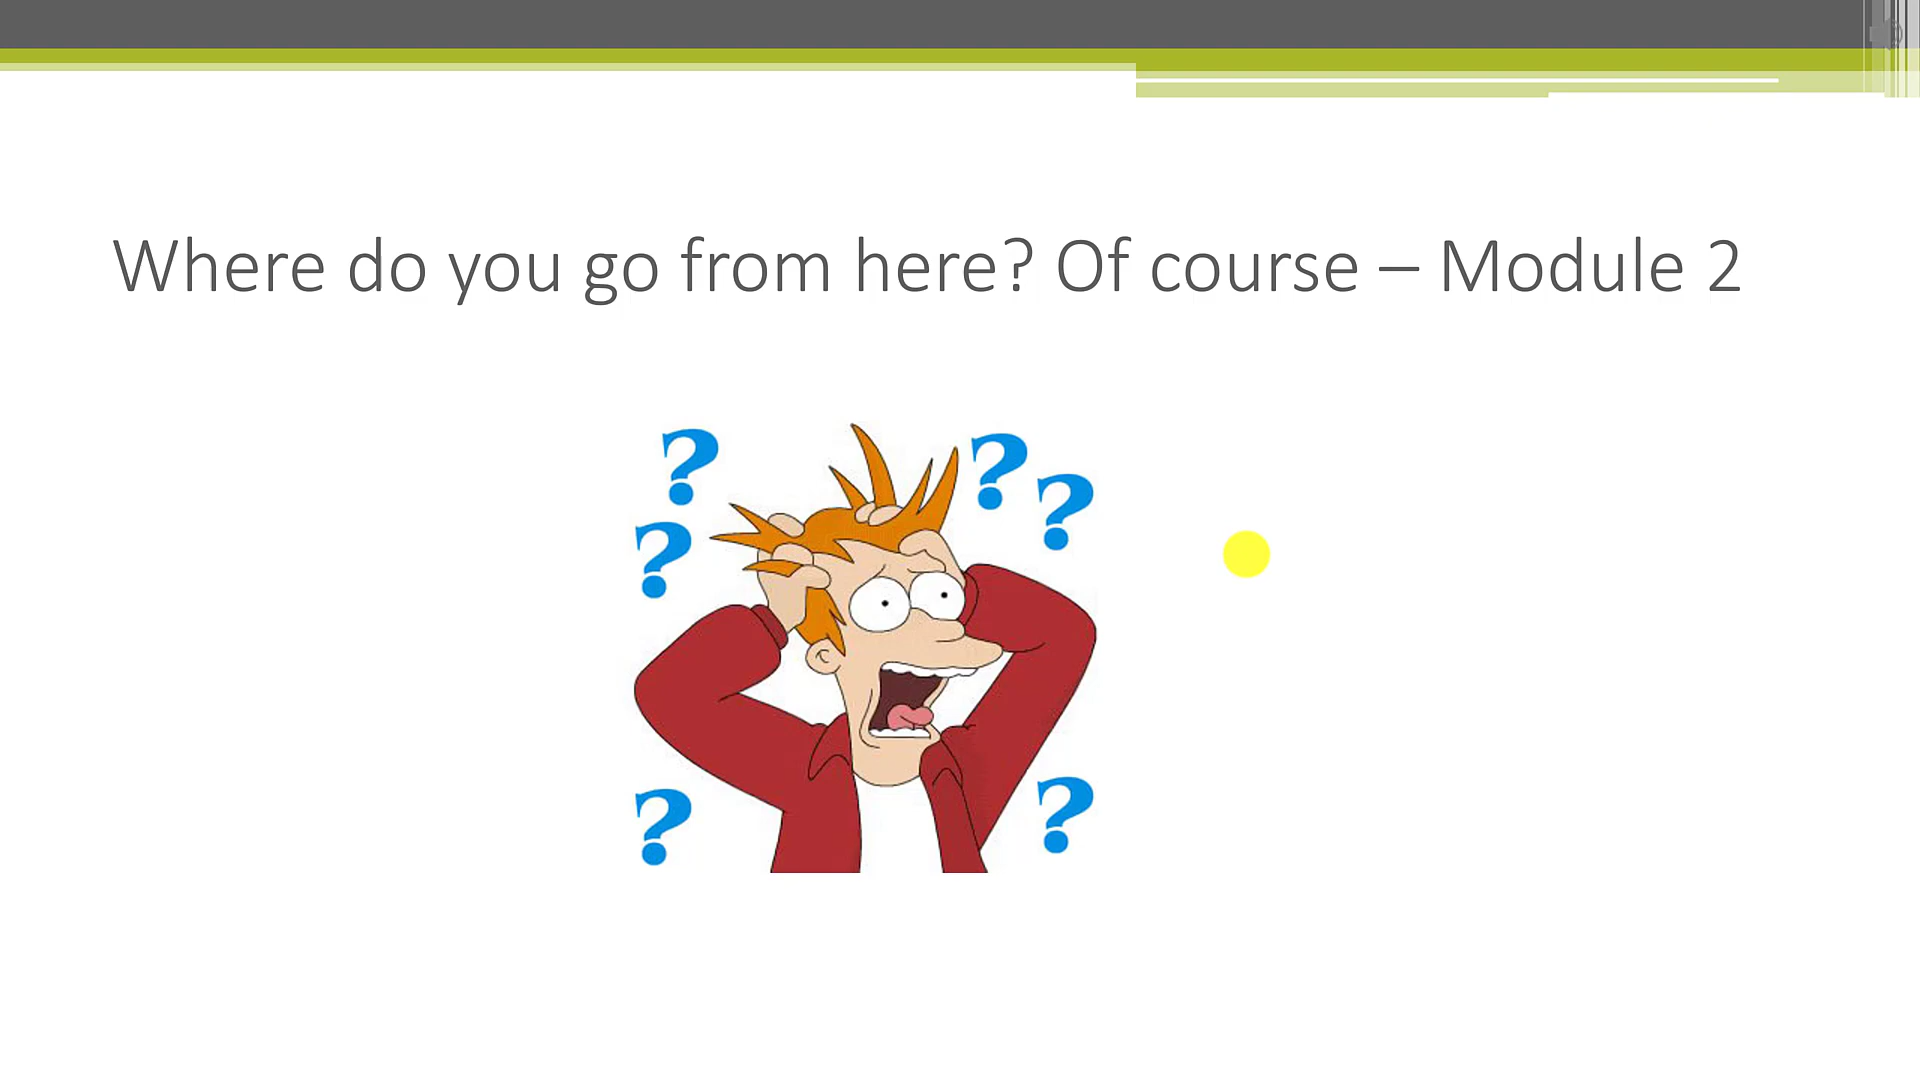 Where do you go from here? Of course – Module 2
? ?
?
?
? ?